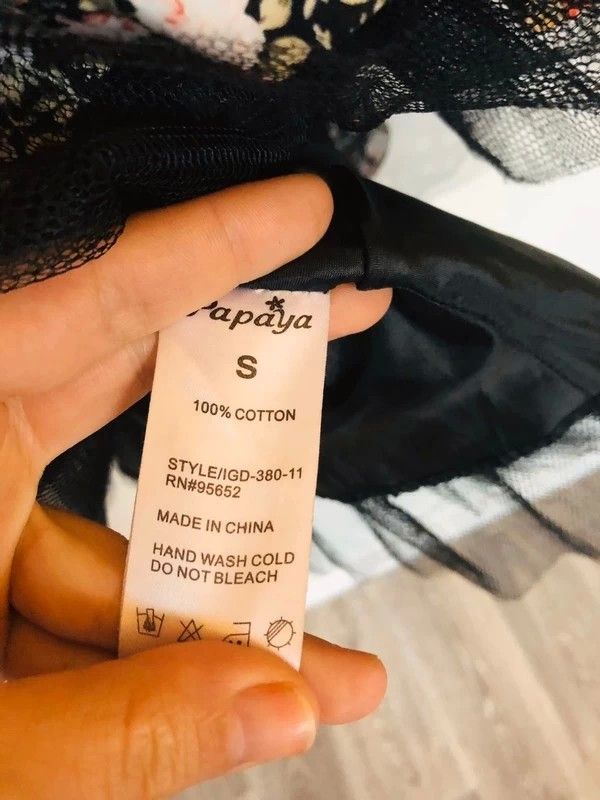 Papaya
S
100% COTTON
STYLE/IGD-380-11
RN#95652
MADE IN CHINA
HAND WASH COLD
DO NOT BLEACH